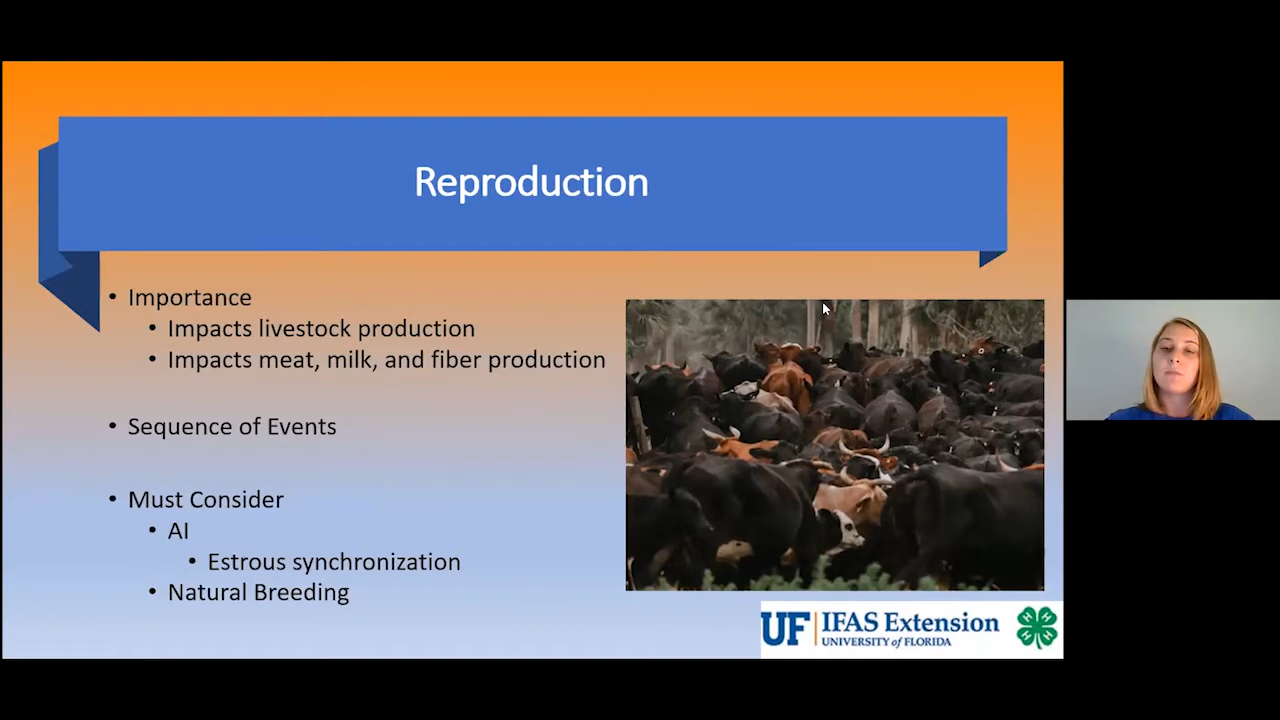 Reproduction
• Importance
• Impacts livestock production
• Impacts meat, milk, and fiber production
• Sequence of Events
• Must Consider
• AI
• Estrous synchronization
• Natural Breeding
UF IFAS Extension
UNIVERSITY of FLORIDA
H H H H